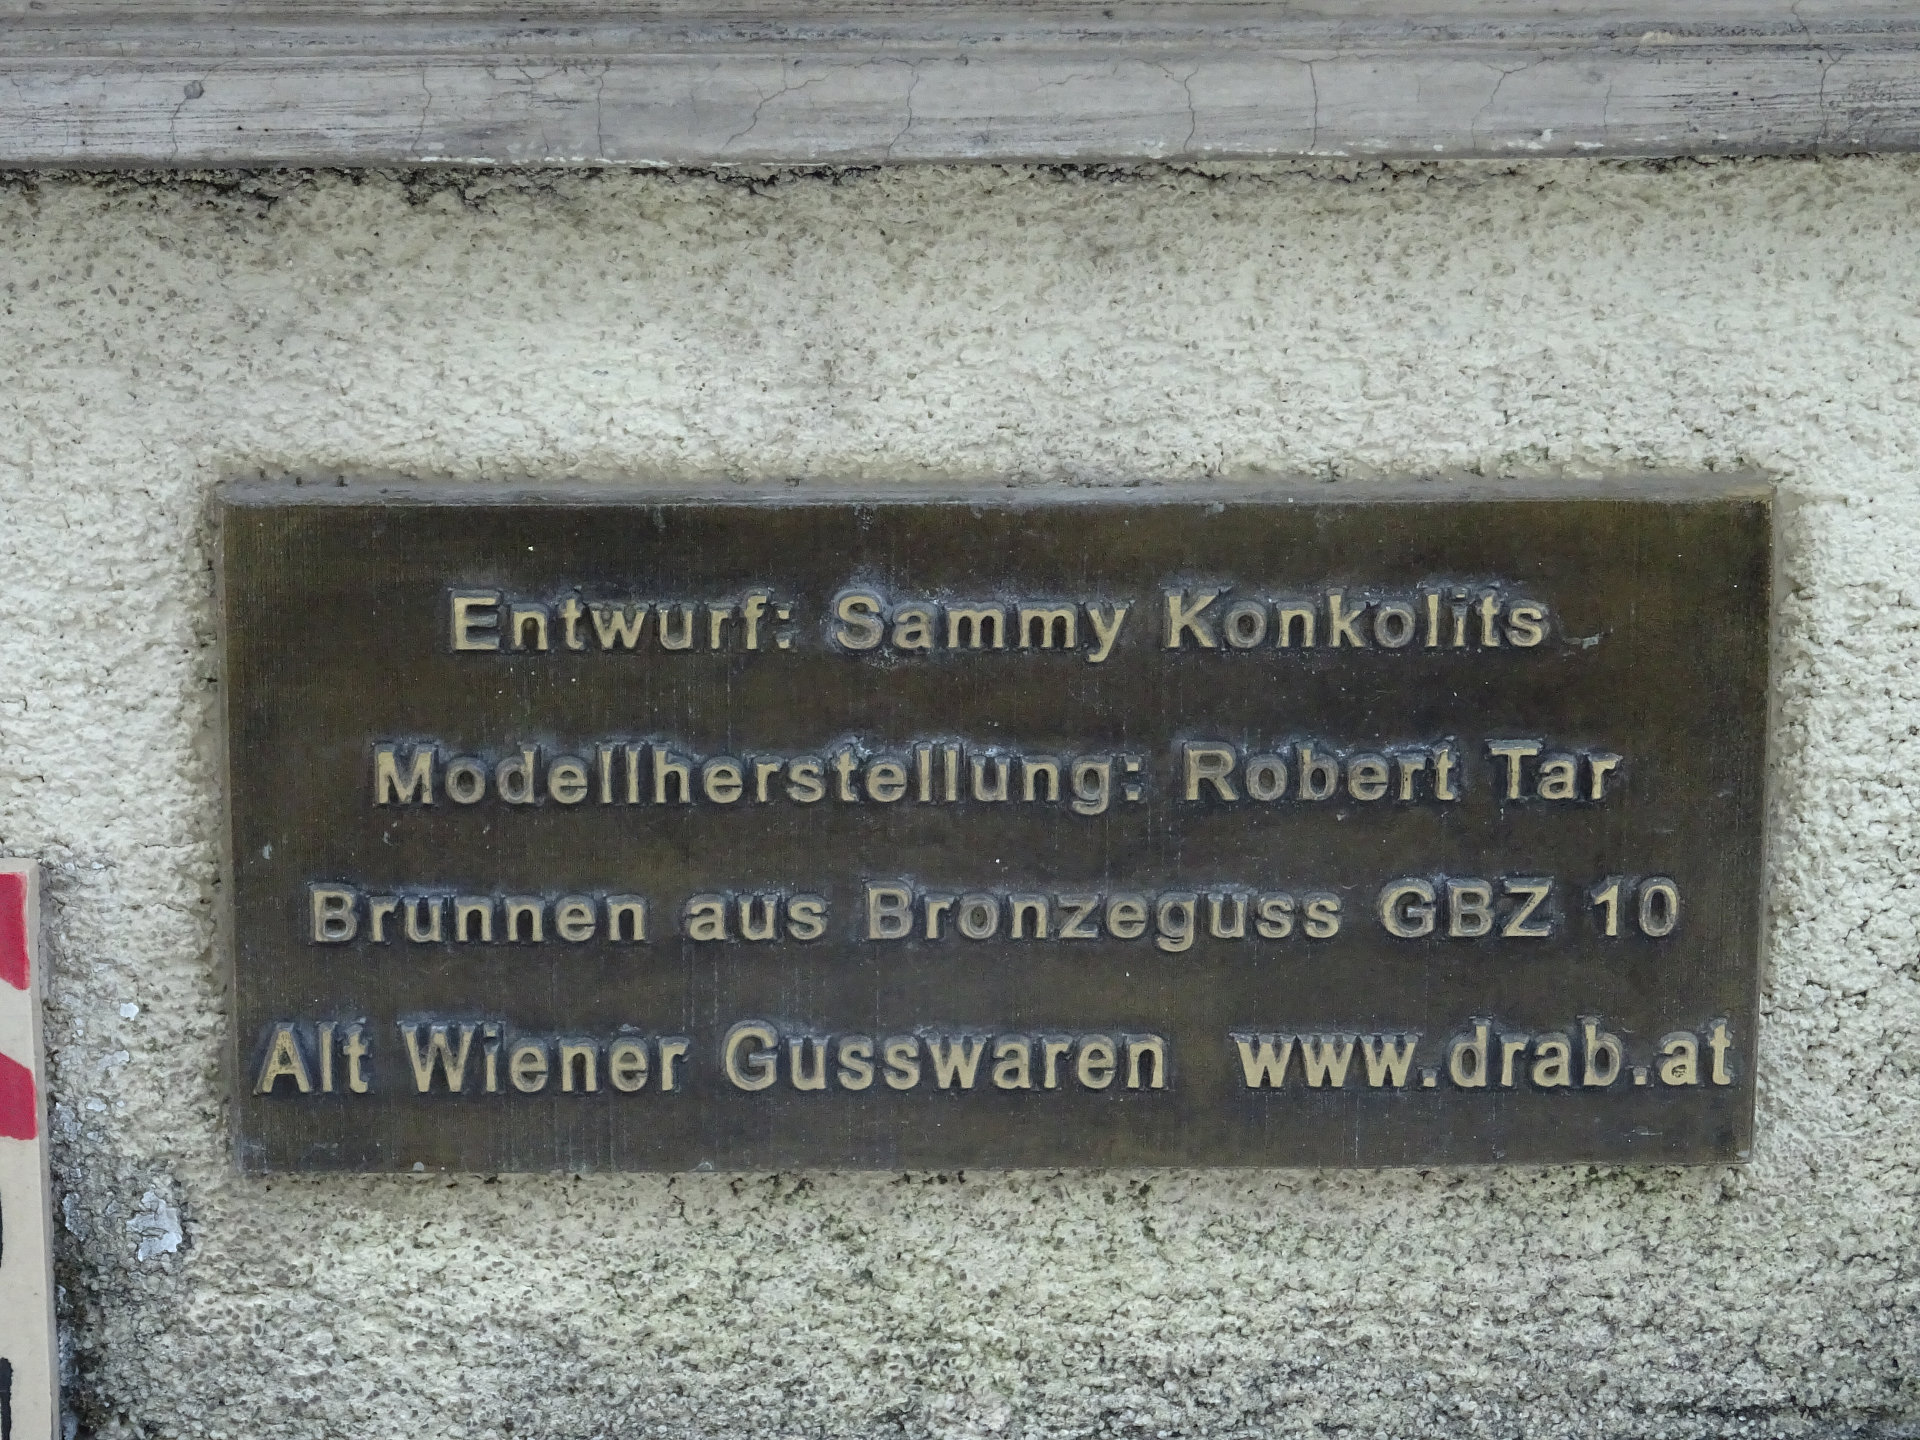 Entwurf: Sammy Konkolits
Modellherstellung: Robert Tar
Brunnen aus Bronzeguss GBZ 10
Alt Wiener Gusswaren www.drab.at